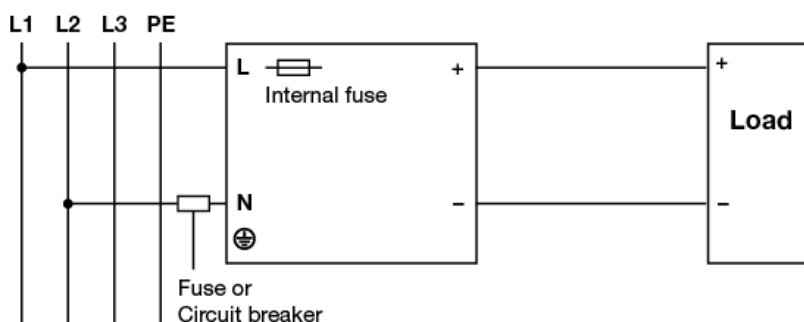 L1 L2 L3 PE
L
Internal fuse
+
+
Load
N
–
–
Fuse or
Circuit breaker